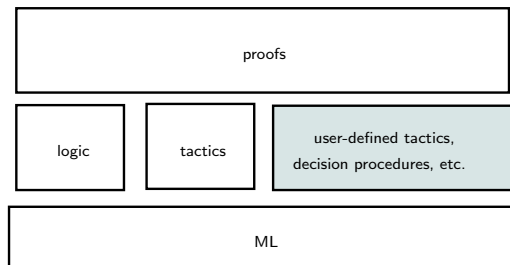 proofs
logic
tactics
user-defined tactics,
decision procedures, etc.
ML